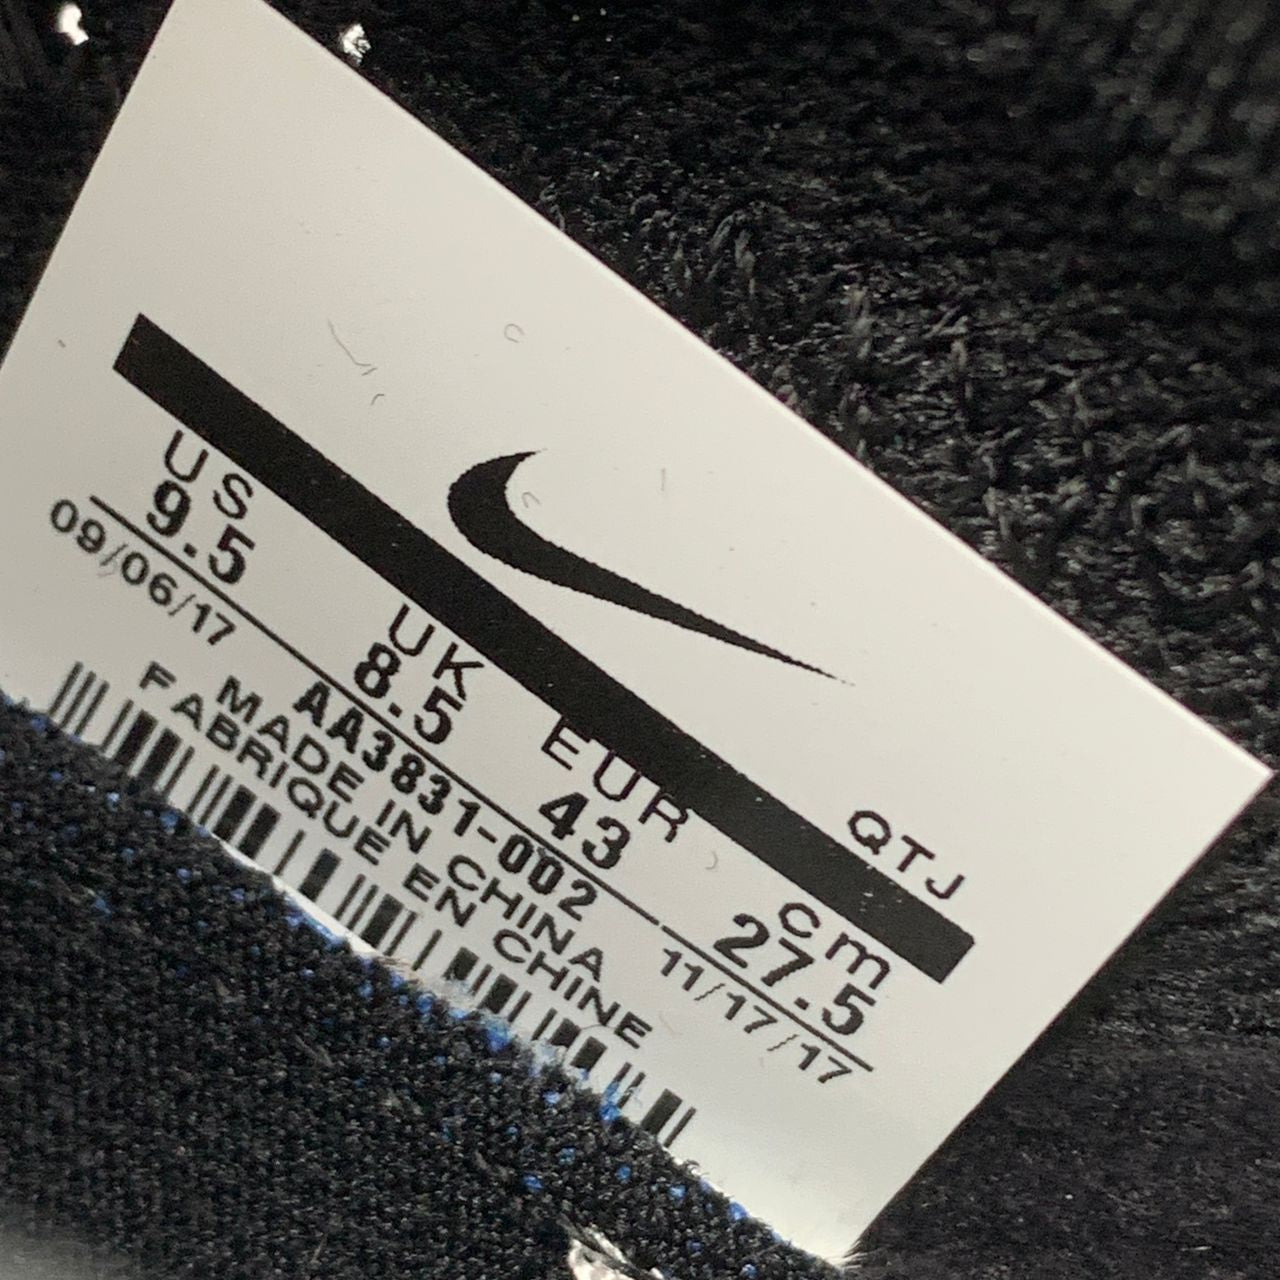 QTJ
US UK EUR cm
9.5 8.5 43 27.5
09/06/17 AA3831-002 11/17/17
MADE IN CHINA
FABRIQUE EN CHINE